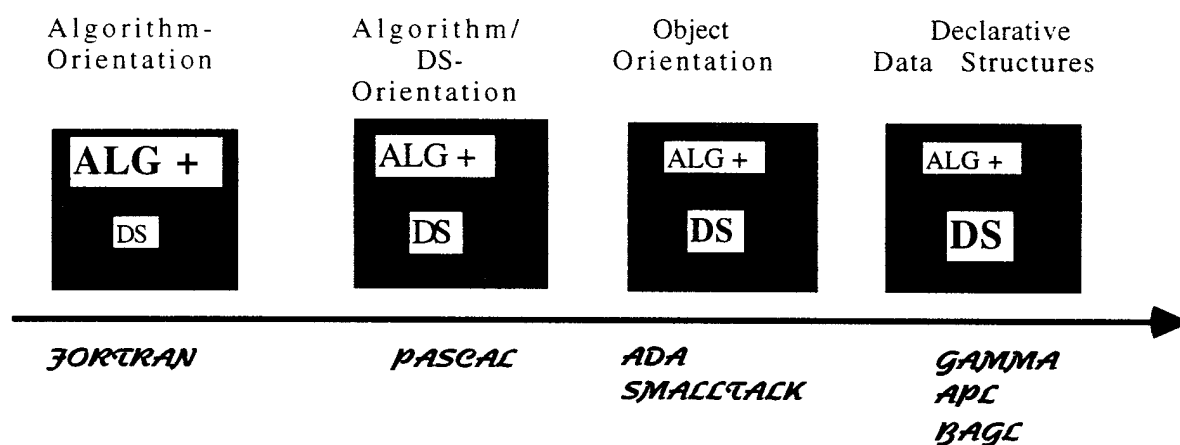 Algorithm-
Orientation
Algorithm/
DS-
Orientation
Object
Orientation
Declarative
Data Structures
ALG +
DS
ALG +
DS
ALG +
DS
ALG +
DS
FORTRAN
PASCAL
ADA
SMALLTALK
GAMMA
APL
BAGL